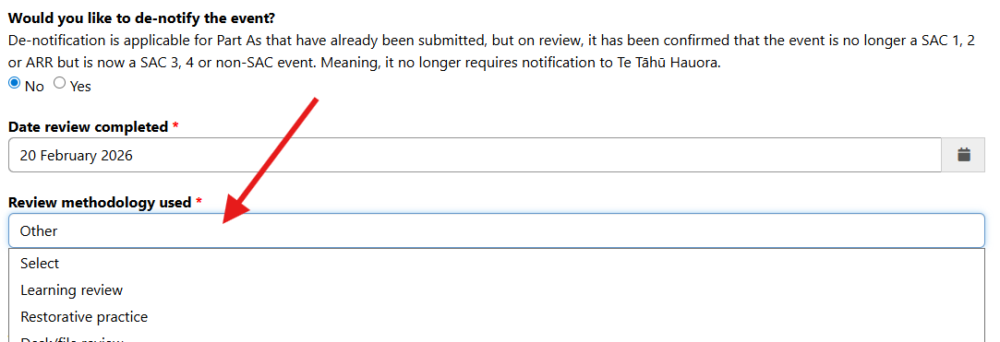 Would you like to de-notify the event?
De-notification is applicable for Part As that have already been submitted, but on review, it has been confirmed that the event is no longer a SAC 1, 2
or ARR but is now a SAC 3, 4 or non-SAC event. Meaning, it no longer requires notification to Te Tāhū Hauora.
No Yes
Date review completed *
20 February 2026
Review methodology used *
Other
Select
Learning review
Restorative practice